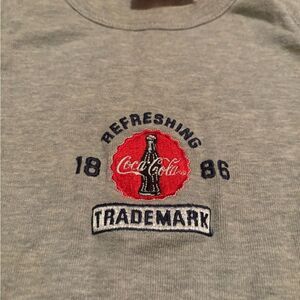 REFRESHING
18 86
Coca-Cola
TRADEMARK